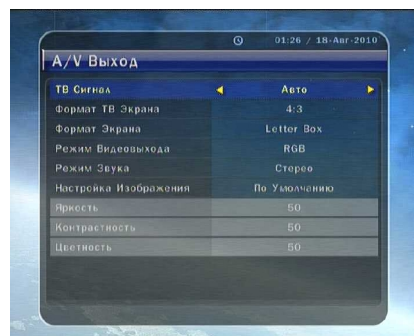 01:26 / 18-Авг-2010
A/V Выход
ТВ Сигнал Авто
Формат ТВ Экрана 4:3
Формат Экрана Letter Box
Режим Видеовыхода RGB
Режим Звука Стерео
Настройка Изображения По Умолчанию
Яркость 50
Контрастность 50
Цветность 50